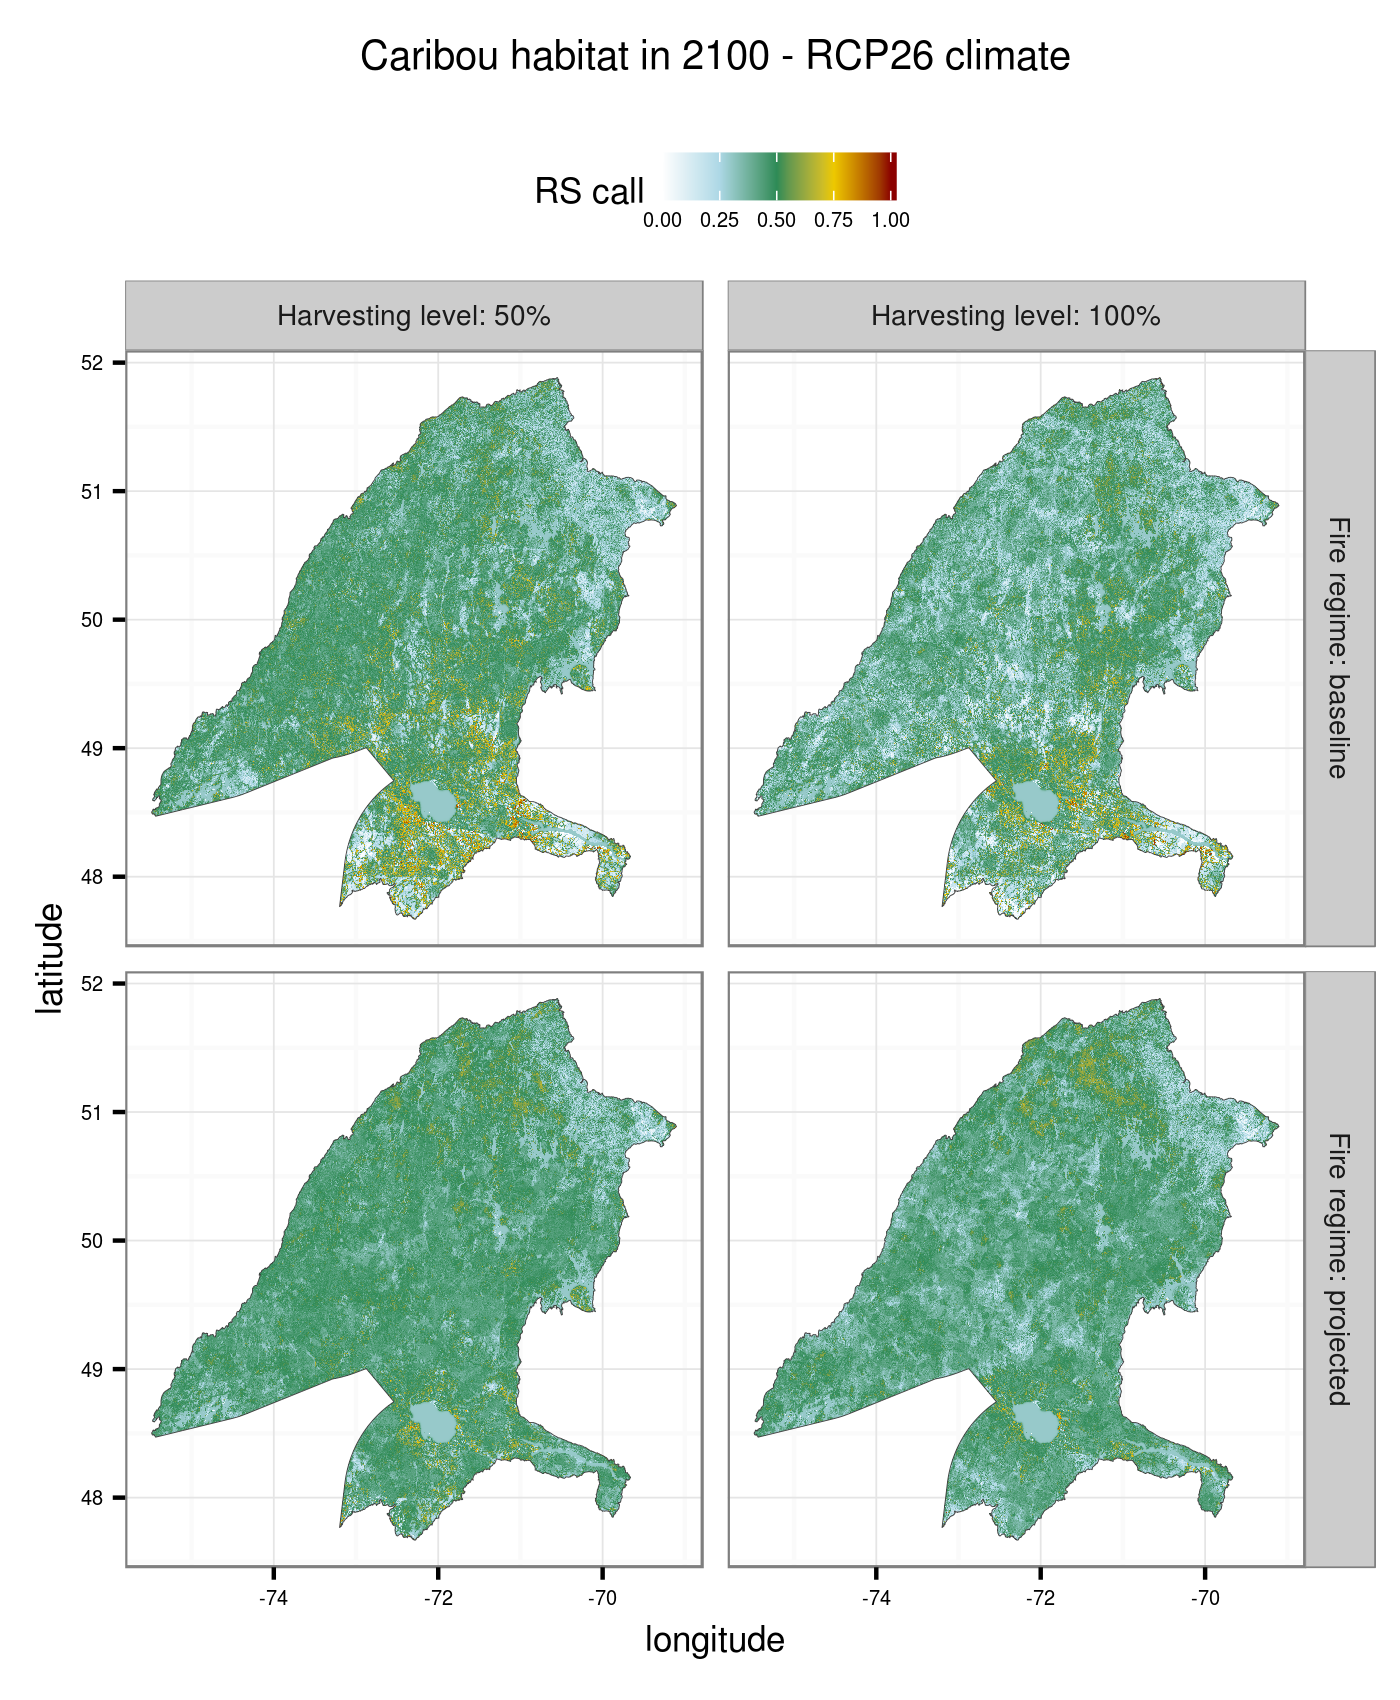 Caribou habitat in 2100 - RCP26 climate
RS call
0.00 0.25 0.50 0.75 1.00
Harvesting level: 50%
Harvesting level: 100%
52
51
50
49
48
Fire regime: baseline
latitude
52
51
50
49
48
Fire regime: projected
-74 -72 -70
-74 -72 -70
longitude